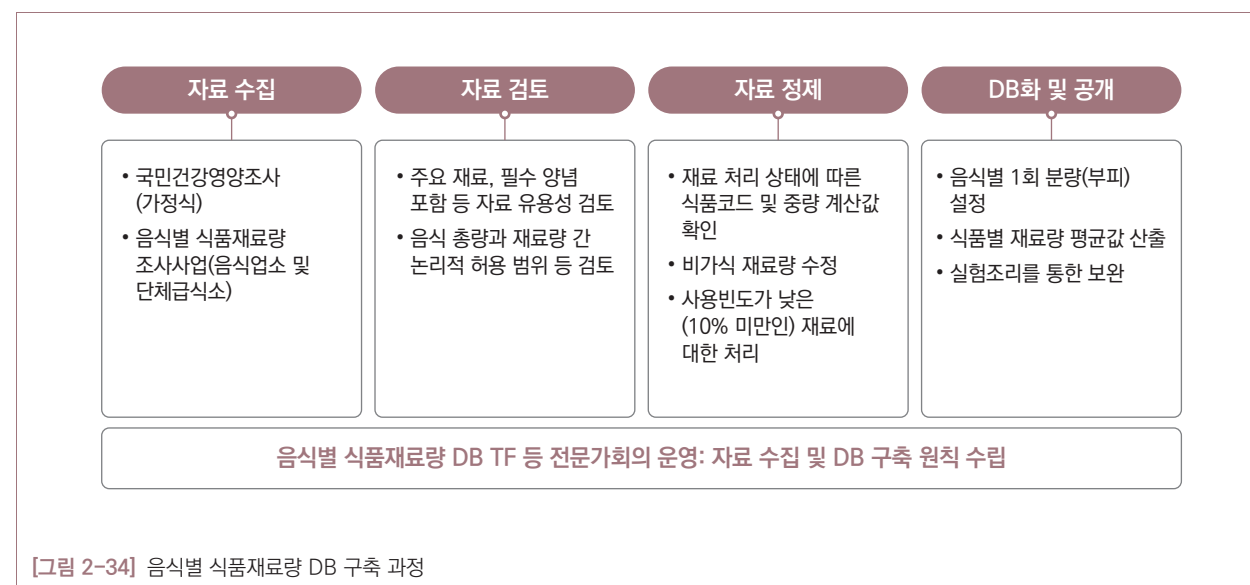 자료 수집
• 국민건강영양조사
(가정식)
• 음식별 식품재료량
조사사업(음식업소 및
단체급식소)
자료 검토
• 주요 재료, 필수 양념
포함 등 자료 유용성 검토
• 음식 총량과 재료량 간
논리적 허용 범위 등 검토
자료 정제
• 재료 처리 상태에 따른
식품코드 및 중량 계산값
확인
• 비가식 재료량 수정
• 사용빈도가 낮은
(10% 미만인) 재료에
대한 처리
DB화 및 공개
• 음식별 1회 분량(부피)
설정
• 식품별 재료량 평균값 산출
• 실험조리를 통한 보완
음식별 식품재료량 DB TF 등 전문가회의 운영: 자료 수집 및 DB 구축 원칙 수립
[그림 2-34] 음식별 식품재료량 DB 구축 과정